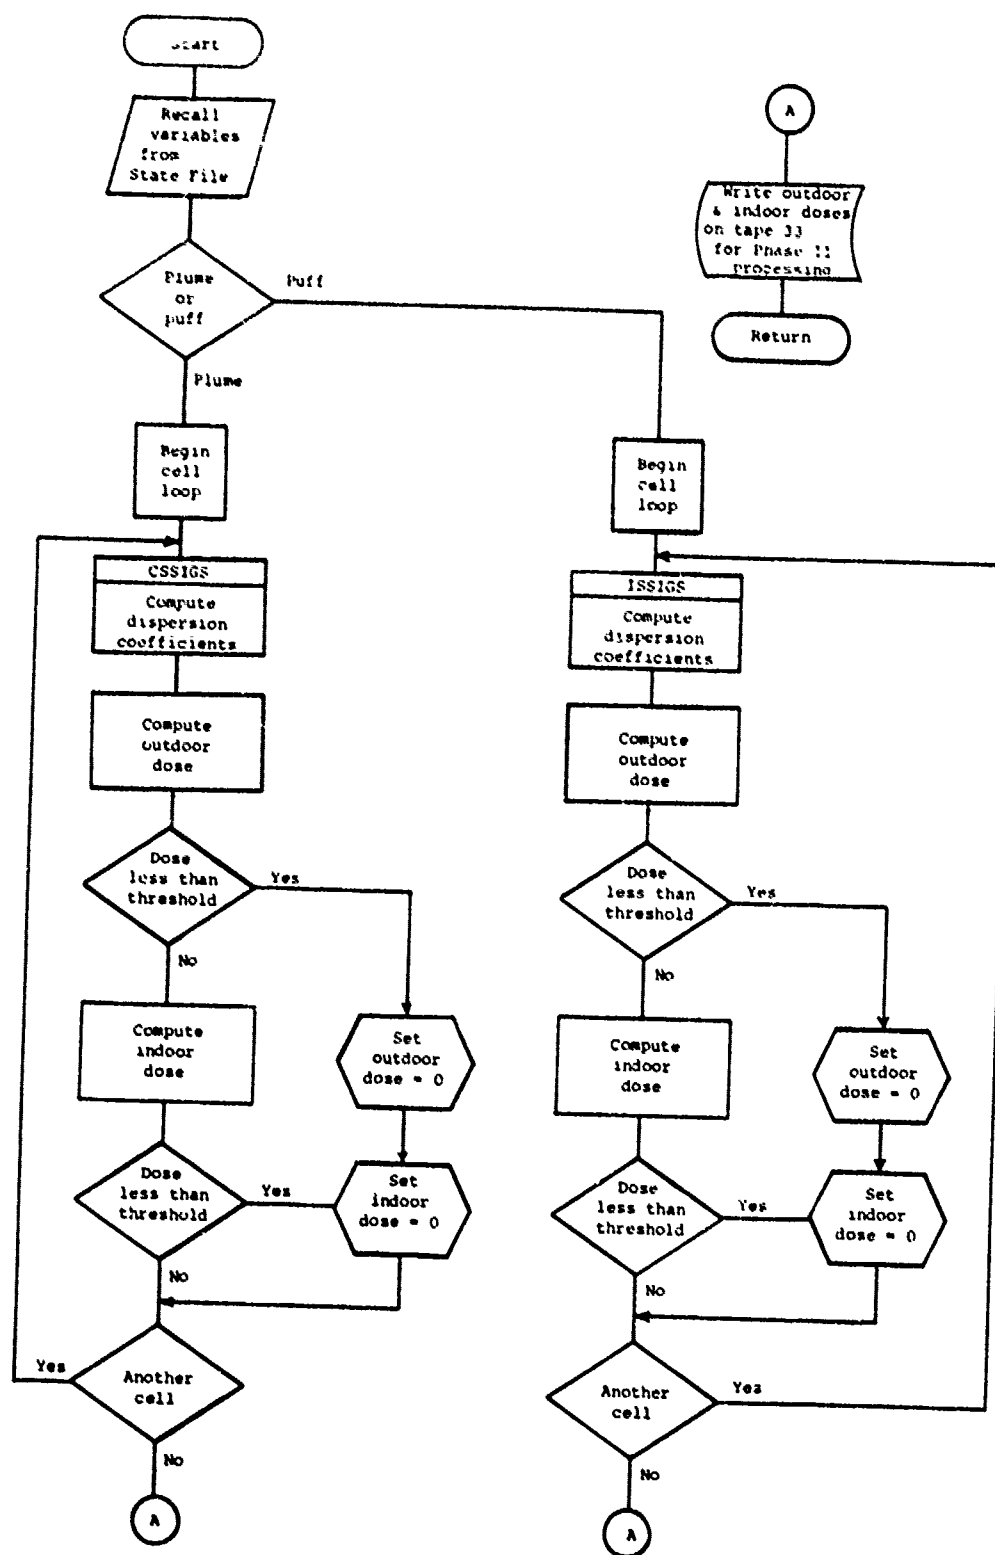 Start
Recall
variables
from
State File
Plume
or
puff
Puff
Plume
Begin
cell
loop
CSSIGS
Compute
dispersion
coefficients
Compute
outdoor
dose
Dose
less than
threshold
Yes
No
Compute
indoor
dose
Set
outdoor
dose = 0
Dose
less than
threshold
Yes
Set
indoor
dose = 0
No
Another
cell
Yes
No
A
A
Write outdoor
& indoor doses
on tape 33
for Phase II
processing
Return
Begin
cell
loop
ISSIGS
Compute
dispersion
coefficients
Compute
outdoor
dose
Dose
less than
threshold
Yes
No
Compute
indoor
dose
Set
outdoor
dose = 0
Dose
less than
threshold
Yes
Set
indoor
dose = 0
No
Another
cell
Yes
No
A